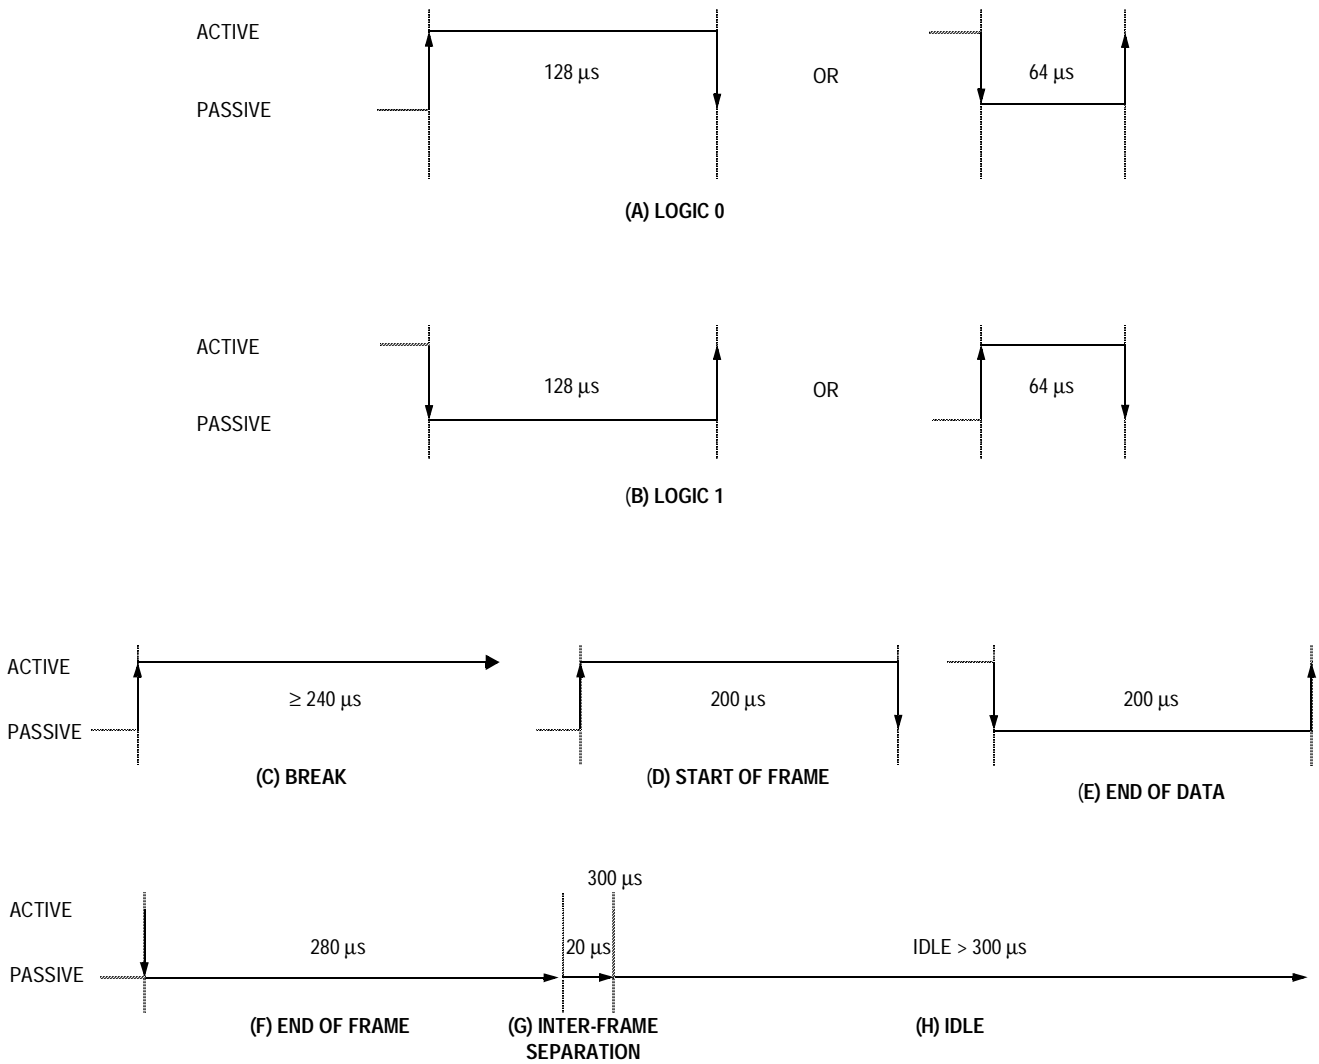 ACTIVE
128 μs
OR
64 μs
PASSIVE
(A) LOGIC 0
ACTIVE
128 μs
OR
64 μs
PASSIVE
(B) LOGIC 1
ACTIVE
≥ 240 μs
200 μs
200 μs
PASSIVE
(C) BREAK
(D) START OF FRAME
(E) END OF DATA
300 μs
ACTIVE
280 μs
20 μs
IDLE > 300 μs
PASSIVE
(F) END OF FRAME
(G) INTER-FRAME
SEPARATION
(H) IDLE